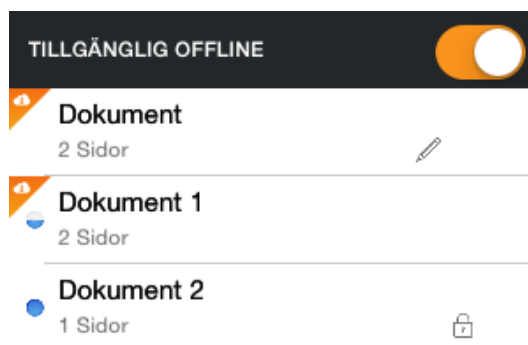 TILLGÄNGLIG OFFLINE
Dokument
2 Sidor
Dokument 1
2 Sidor
Dokument 2
1 Sidor